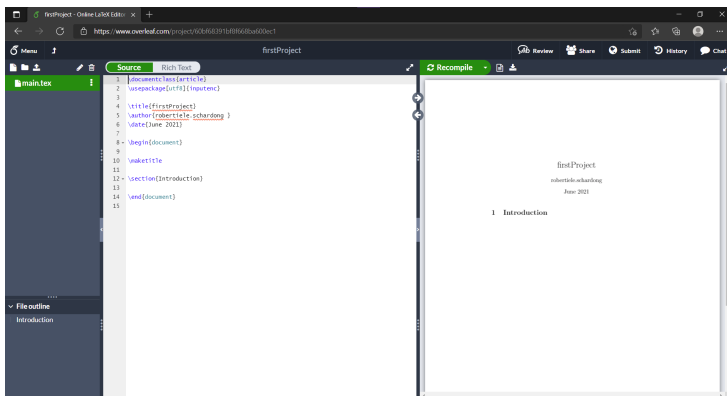 firstProject - Online LaTeX Editor
https://www.overleaf.com/project/60bf68391bf8f668ba600ec1
Menu
firstProject
Review
Share
Submit
History
Chat
Source
Rich Text
Recompile
main.tex
1 \documentclass{article}
2 \usepackage[utf8]{inputenc}
3
4 \title{firstProject}
5 \author{robertiele.schardong }
6 \date{June 2021}
7
8 \begin{document}
9
10 \maketitle
11
12 \section{Introduction}
13
14 \end{document}
15
File outline
Introduction
firstProject
robertiele.schardong
June 2021
1 Introduction